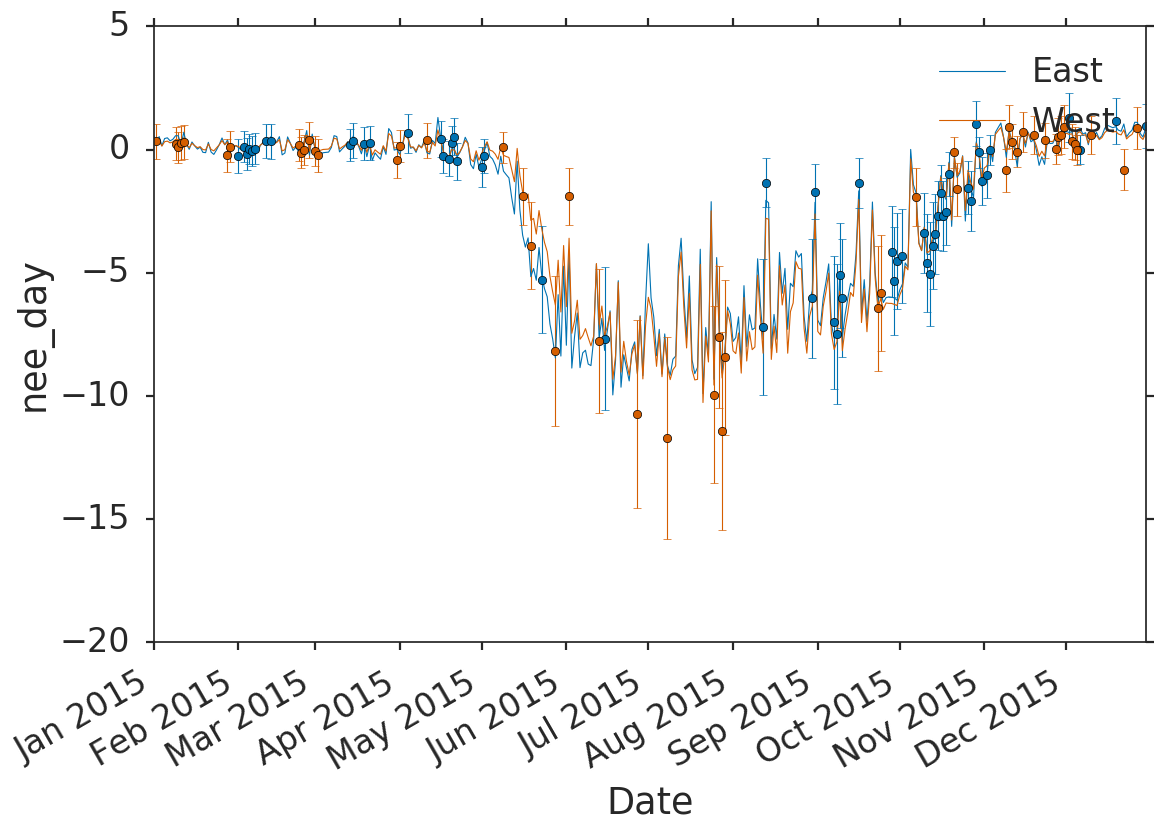 5
0
−5
−10
−15
−20
nee_day
East
West
Jan 2015
Feb 2015
Mar 2015
Apr 2015
May 2015
Jun 2015
Jul 2015
Aug 2015
Sep 2015
Oct 2015
Nov 2015
Dec 2015
Date